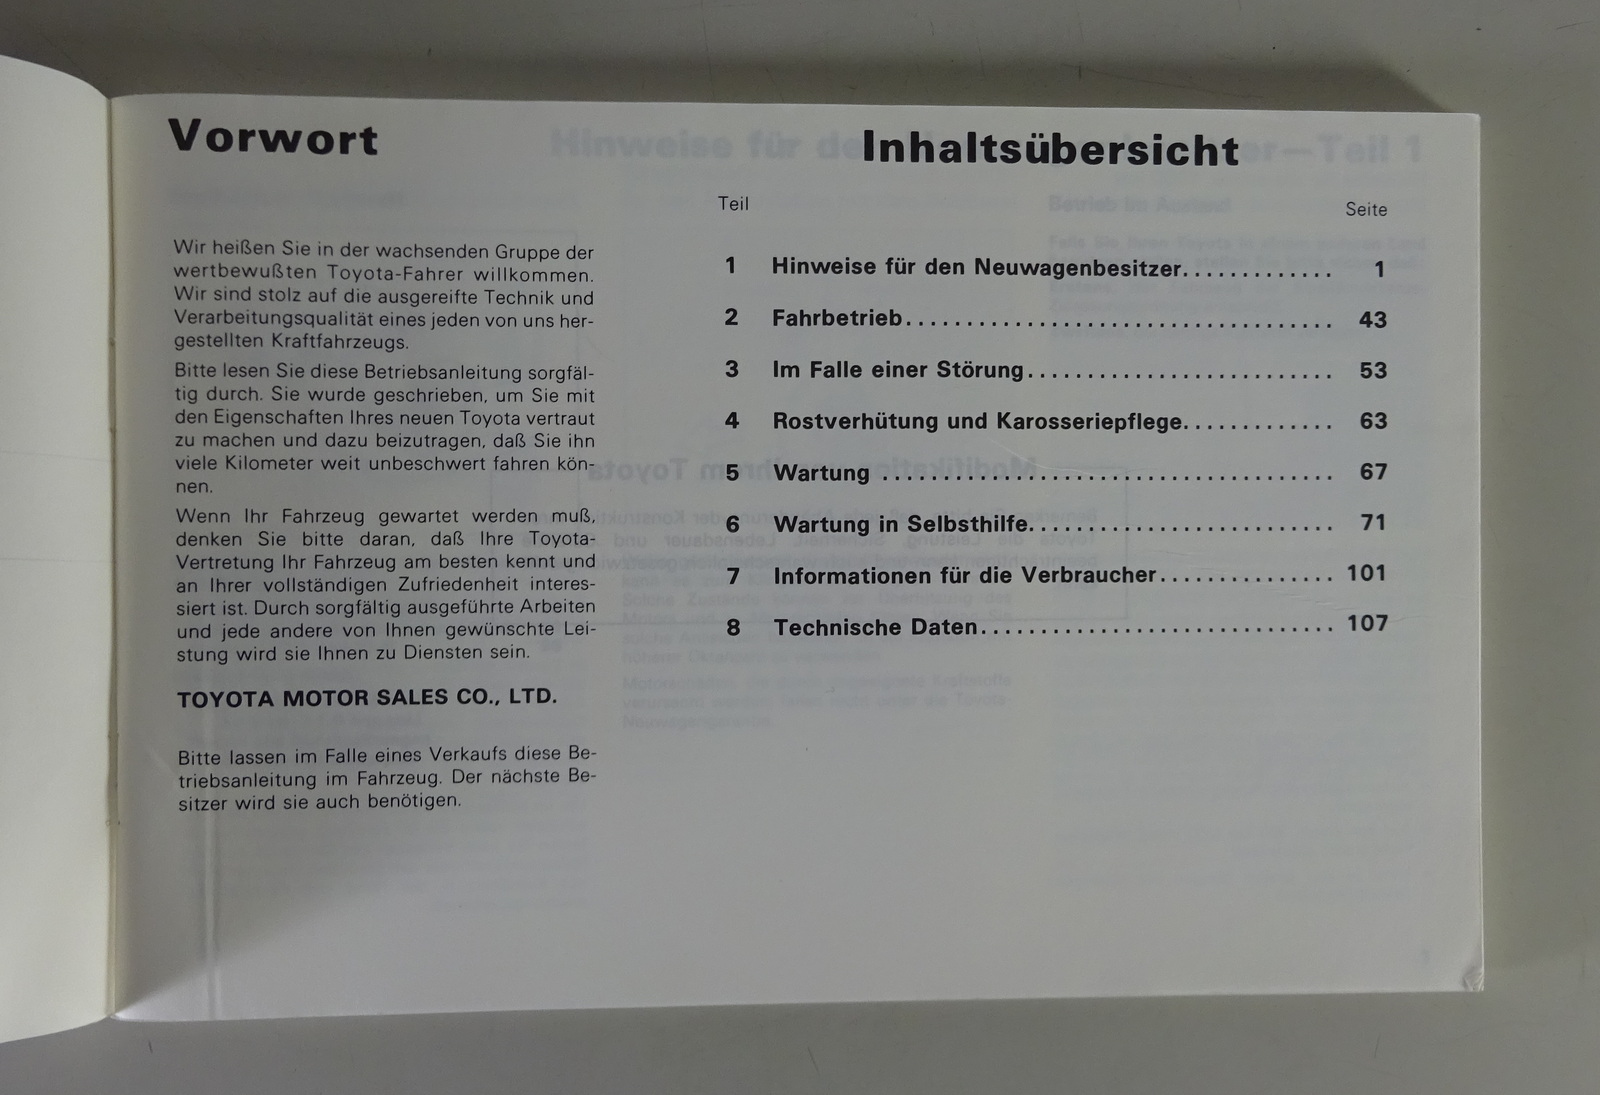 Vorwort
Wir heißen Sie in der wachsenden Gruppe der
wertbewußten Toyota-Fahrer willkommen.
Wir sind stolz auf die ausgereifte Technik und
Verarbeitungsqualität eines jeden von uns her-
gestellten Kraftfahrzeugs.
Bitte lesen Sie diese Betriebsanleitung sorgfäl-
tig durch. Sie wurde geschrieben, um Sie mit
den Eigenschaften Ihres neuen Toyota vertraut
zu machen und dazu beizutragen, daß Sie ihn
viele Kilometer weit unbeschwert fahren kön-
nen.
Wenn Ihr Fahrzeug gewartet werden muß,
denken Sie bitte daran, daß Ihre Toyota-
Vertretung Ihr Fahrzeug am besten kennt und
an Ihrer vollständigen Zufriedenheit interes-
siert ist. Durch sorgfältig ausgeführte Arbeiten
und jede andere von Ihnen gewünschte Lei-
stung wird sie Ihnen zu Diensten sein.
TOYOTA MOTOR SALES CO., LTD.
Bitte lassen im Falle eines Verkaufs diese Be-
triebsanleitung im Fahrzeug. Der nächste Be-
sitzer wird sie auch benötigen.
Inhaltsübersicht
Teil Seite
1 Hinweise für den Neuwagenbesitzer............. 1
2 Fahrbetrieb.................................... 43
3 Im Falle einer Störung.......................... 53
4 Rostverhütung und Karosseriepflege............. 63
5 Wartung ...................................... 67
6 Wartung in Selbsthilfe.......................... 71
7 Informationen für die Verbraucher............... 101
8 Technische Daten.............................. 107